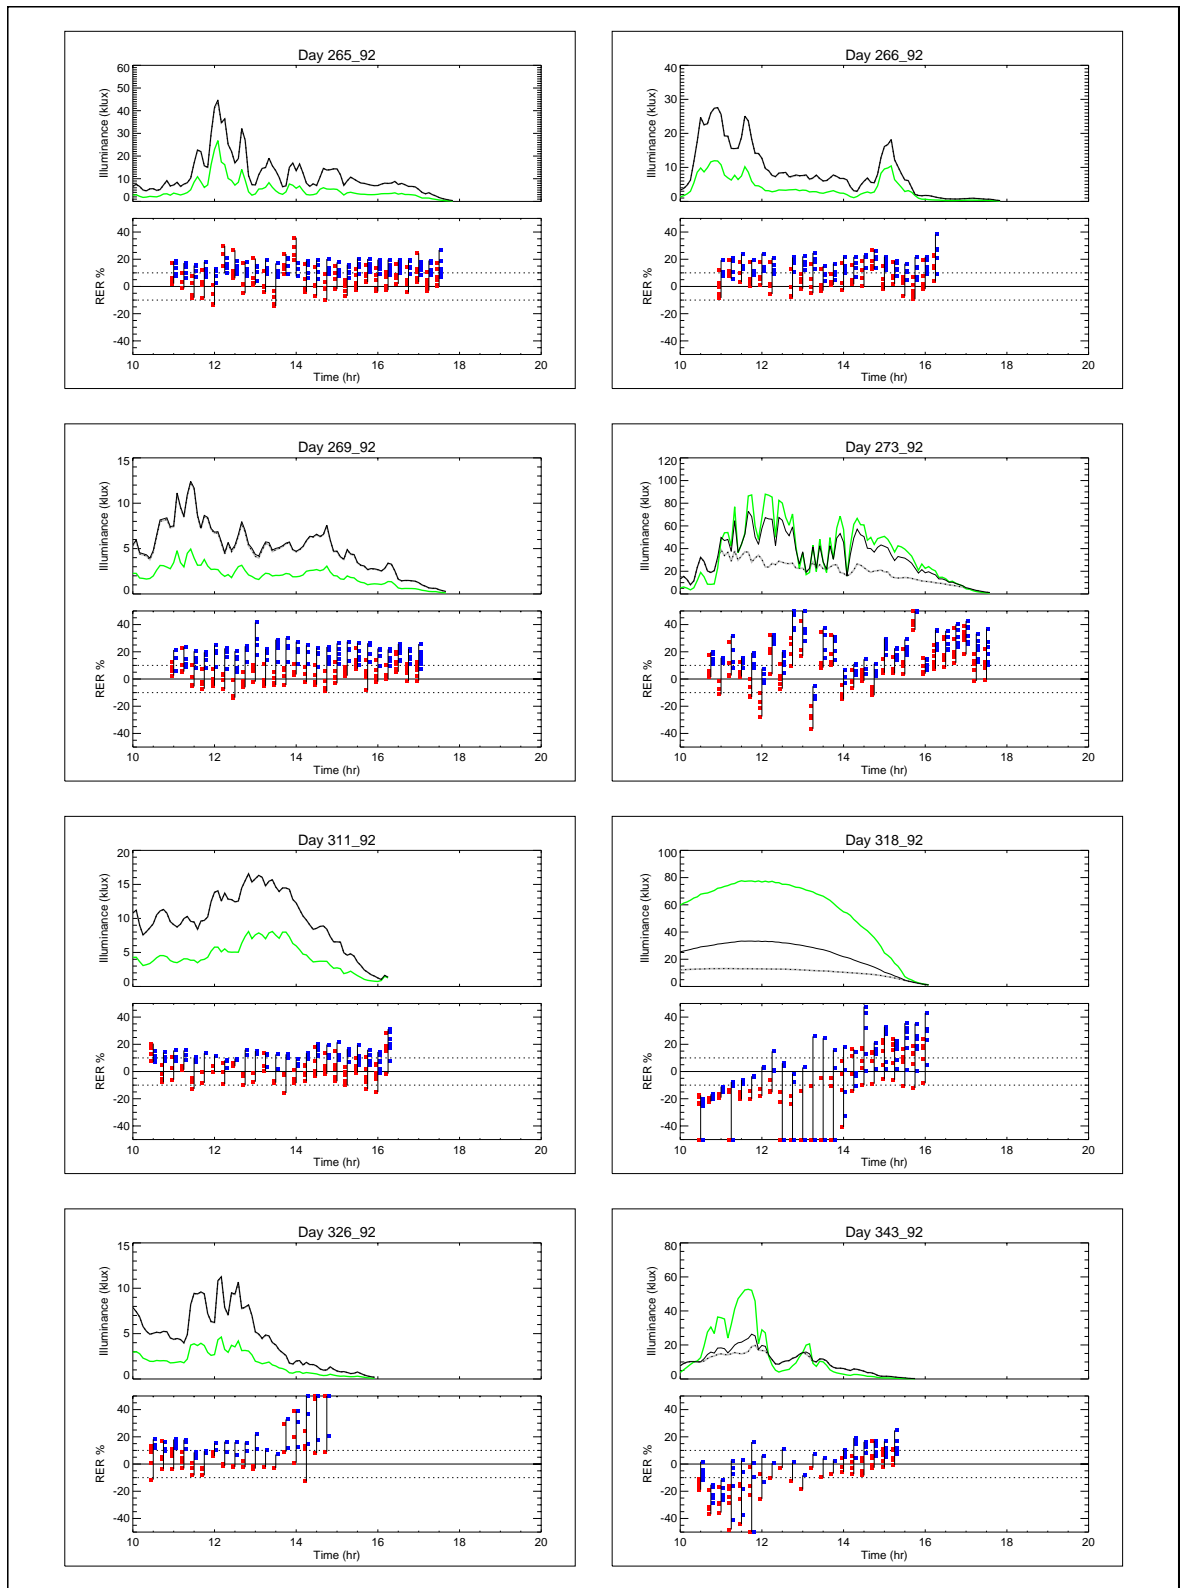 Day 265_92
Illuminance (klux)
60
50
40
30
20
10
0
RER %
40
20
0
-20
-40
10 12 14 16 18 20
Time (hr)
Day 266_92
Illuminance (klux)
40
30
20
10
0
RER %
40
20
0
-20
-40
10 12 14 16 18 20
Time (hr)
Day 269_92
Illuminance (klux)
15
10
5
0
RER %
40
20
0
-20
-40
10 12 14 16 18 20
Time (hr)
Day 273_92
Illuminance (klux)
120
100
80
60
40
20
0
RER %
40
20
0
-20
-40
10 12 14 16 18 20
Time (hr)
Day 311_92
Illuminance (klux)
20
15
10
5
0
RER %
40
20
0
-20
-40
10 12 14 16 18 20
Time (hr)
Day 318_92
Illuminance (klux)
100
80
60
40
20
0
RER %
40
20
0
-20
-40
10 12 14 16 18 20
Time (hr)
Day 326_92
Illuminance (klux)
15
10
5
0
RER %
40
20
0
-20
-40
10 12 14 16 18 20
Time (hr)
Day 343_92
Illuminance (klux)
80
60
40
20
0
RER %
40
20
0
-20
-40
10 12 14 16 18 20
Time (hr)